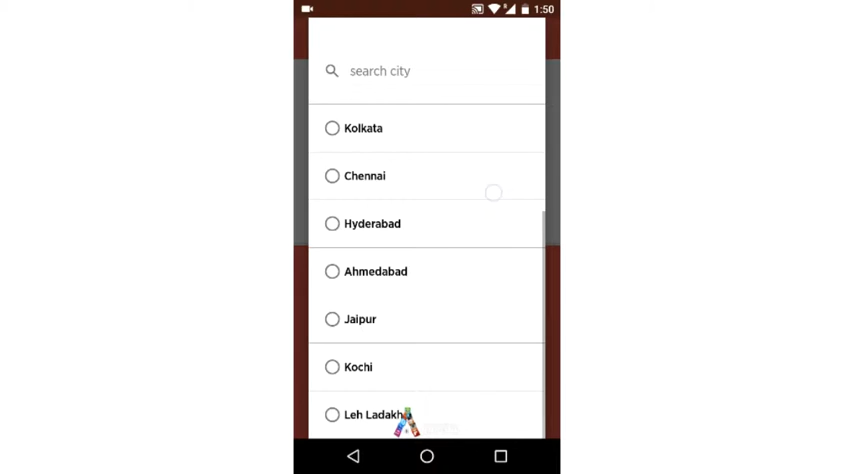 1:50
search city
Kolkata
Chennai
Hyderabad
Ahmedabad
Jaipur
Kochi
Leh Ladakh